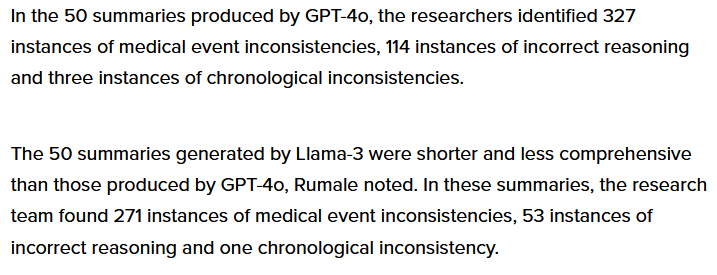 In the 50 summaries produced by GPT-4o, the researchers identified 327
instances of medical event inconsistencies, 114 instances of incorrect reasoning
and three instances of chronological inconsistencies.
The 50 summaries generated by Llama-3 were shorter and less comprehensive
than those produced by GPT-4o, Rumale noted. In these summaries, the research
team found 271 instances of medical event inconsistencies, 53 instances of
incorrect reasoning and one chronological inconsistency.